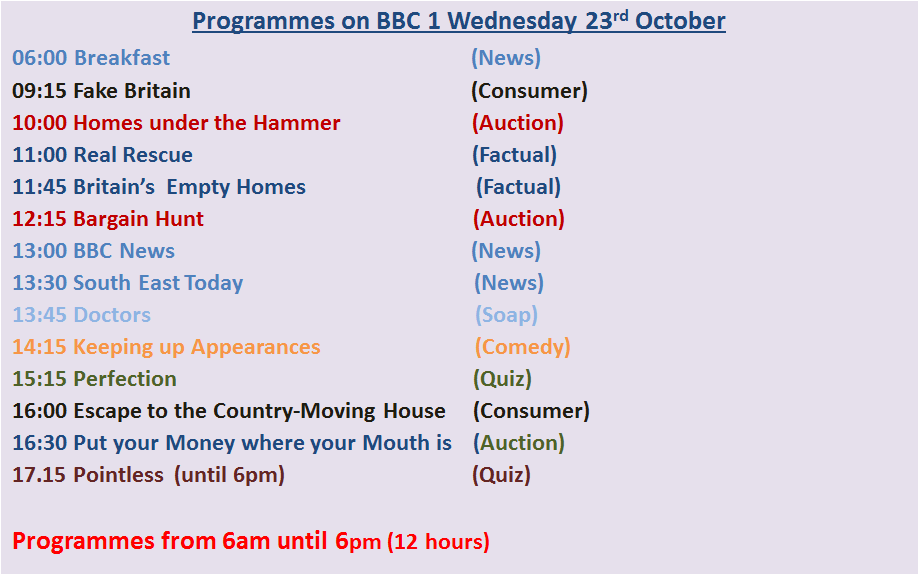 Programmes on BBC 1 Wednesday 23rd October
06:00 Breakfast (News)
09:15 Fake Britain (Consumer)
10:00 Homes under the Hammer (Auction)
11:00 Real Rescue (Factual)
11:45 Britain's Empty Homes (Factual)
12:15 Bargain Hunt (Auction)
13:00 BBC News (News)
13:30 South East Today (News)
13:45 Doctors (Soap)
14:15 Keeping up Appearances (Comedy)
15:15 Perfection (Quiz)
16:00 Escape to the Country-Moving House (Consumer)
16:30 Put your Money where your Mouth is (Auction)
17.15 Pointless (until 6pm) (Quiz)
Programmes from 6am until 6pm (12 hours)